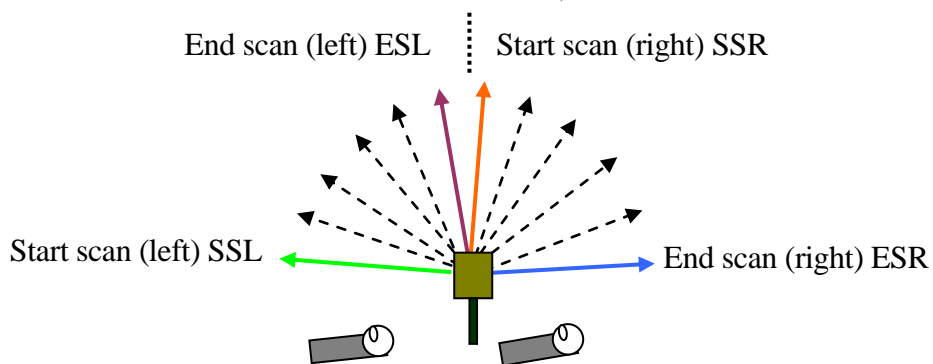 End scan (left) ESL
Start scan (right) SSR
Start scan (left) SSL
End scan (right) ESR